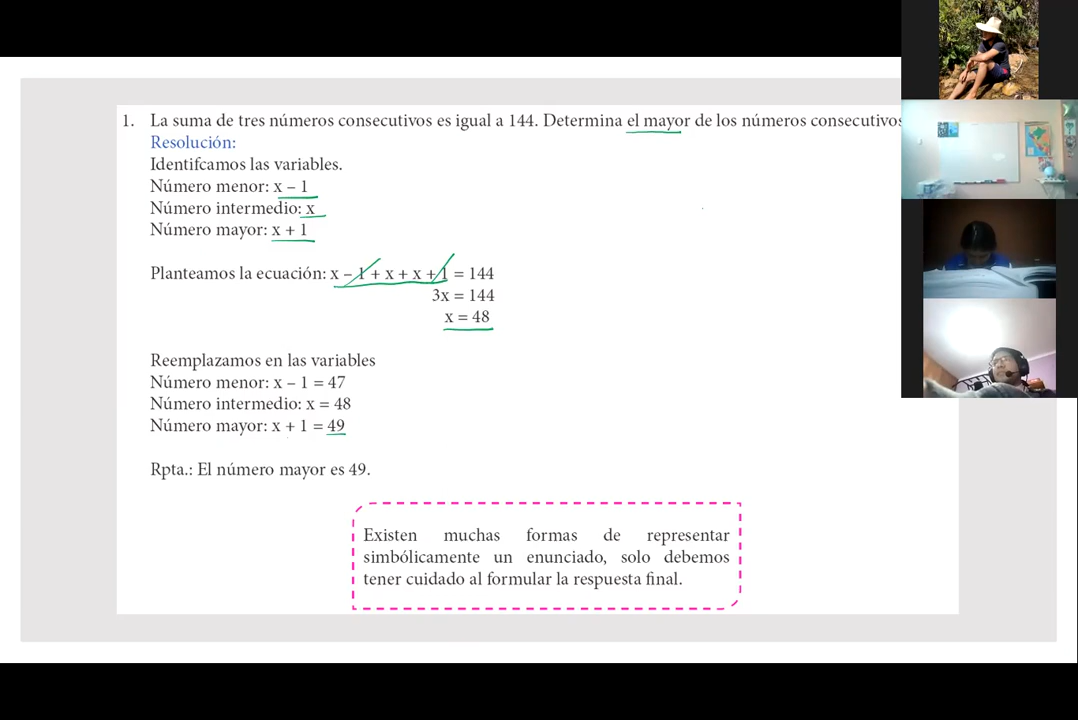 1. La suma de tres números consecutivos es igual a 144. Determina el mayor de los números consecutivos
Resolución:
Identifcamos las variables.
Número menor: x – 1
Número intermedio: x
Número mayor: x + 1
Planteamos la ecuación: x – 1 + x + x + 1 = 144
3x = 144
x = 48
Reemplazamos en las variables
Número menor: x – 1 = 47
Número intermedio: x = 48
Número mayor: x + 1 = 49
Rpta.: El número mayor es 49.
Existen muchas formas de representar
simbólicamente un enunciado, solo debemos
tener cuidado al formular la respuesta final.